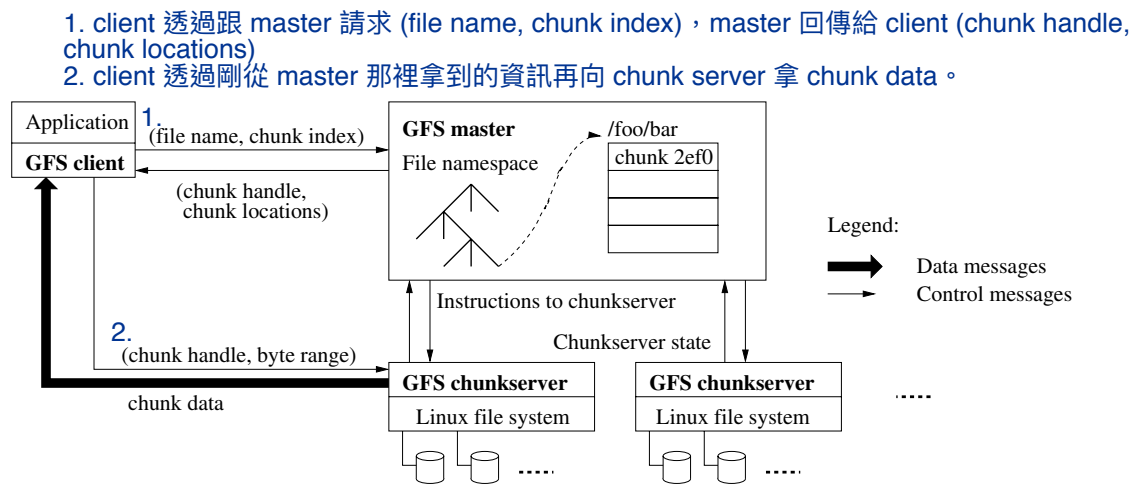 1. client 透過跟 master 請求 (file name, chunk index)，master 回傳給 client (chunk handle,
chunk locations)
2. client 透過剛從 master 那裡拿到的資訊再向 chunk server 拿 chunk data。
Application
GFS client
1.
(file name, chunk index)
(chunk handle,
chunk locations)
GFS master
File namespace
/foo/bar
chunk 2ef0
Legend:
Data messages
Control messages
Instructions to chunkserver
Chunkserver state
2.
(chunk handle, byte range)
chunk data
GFS chunkserver
Linux file system
GFS chunkserver
Linux file system